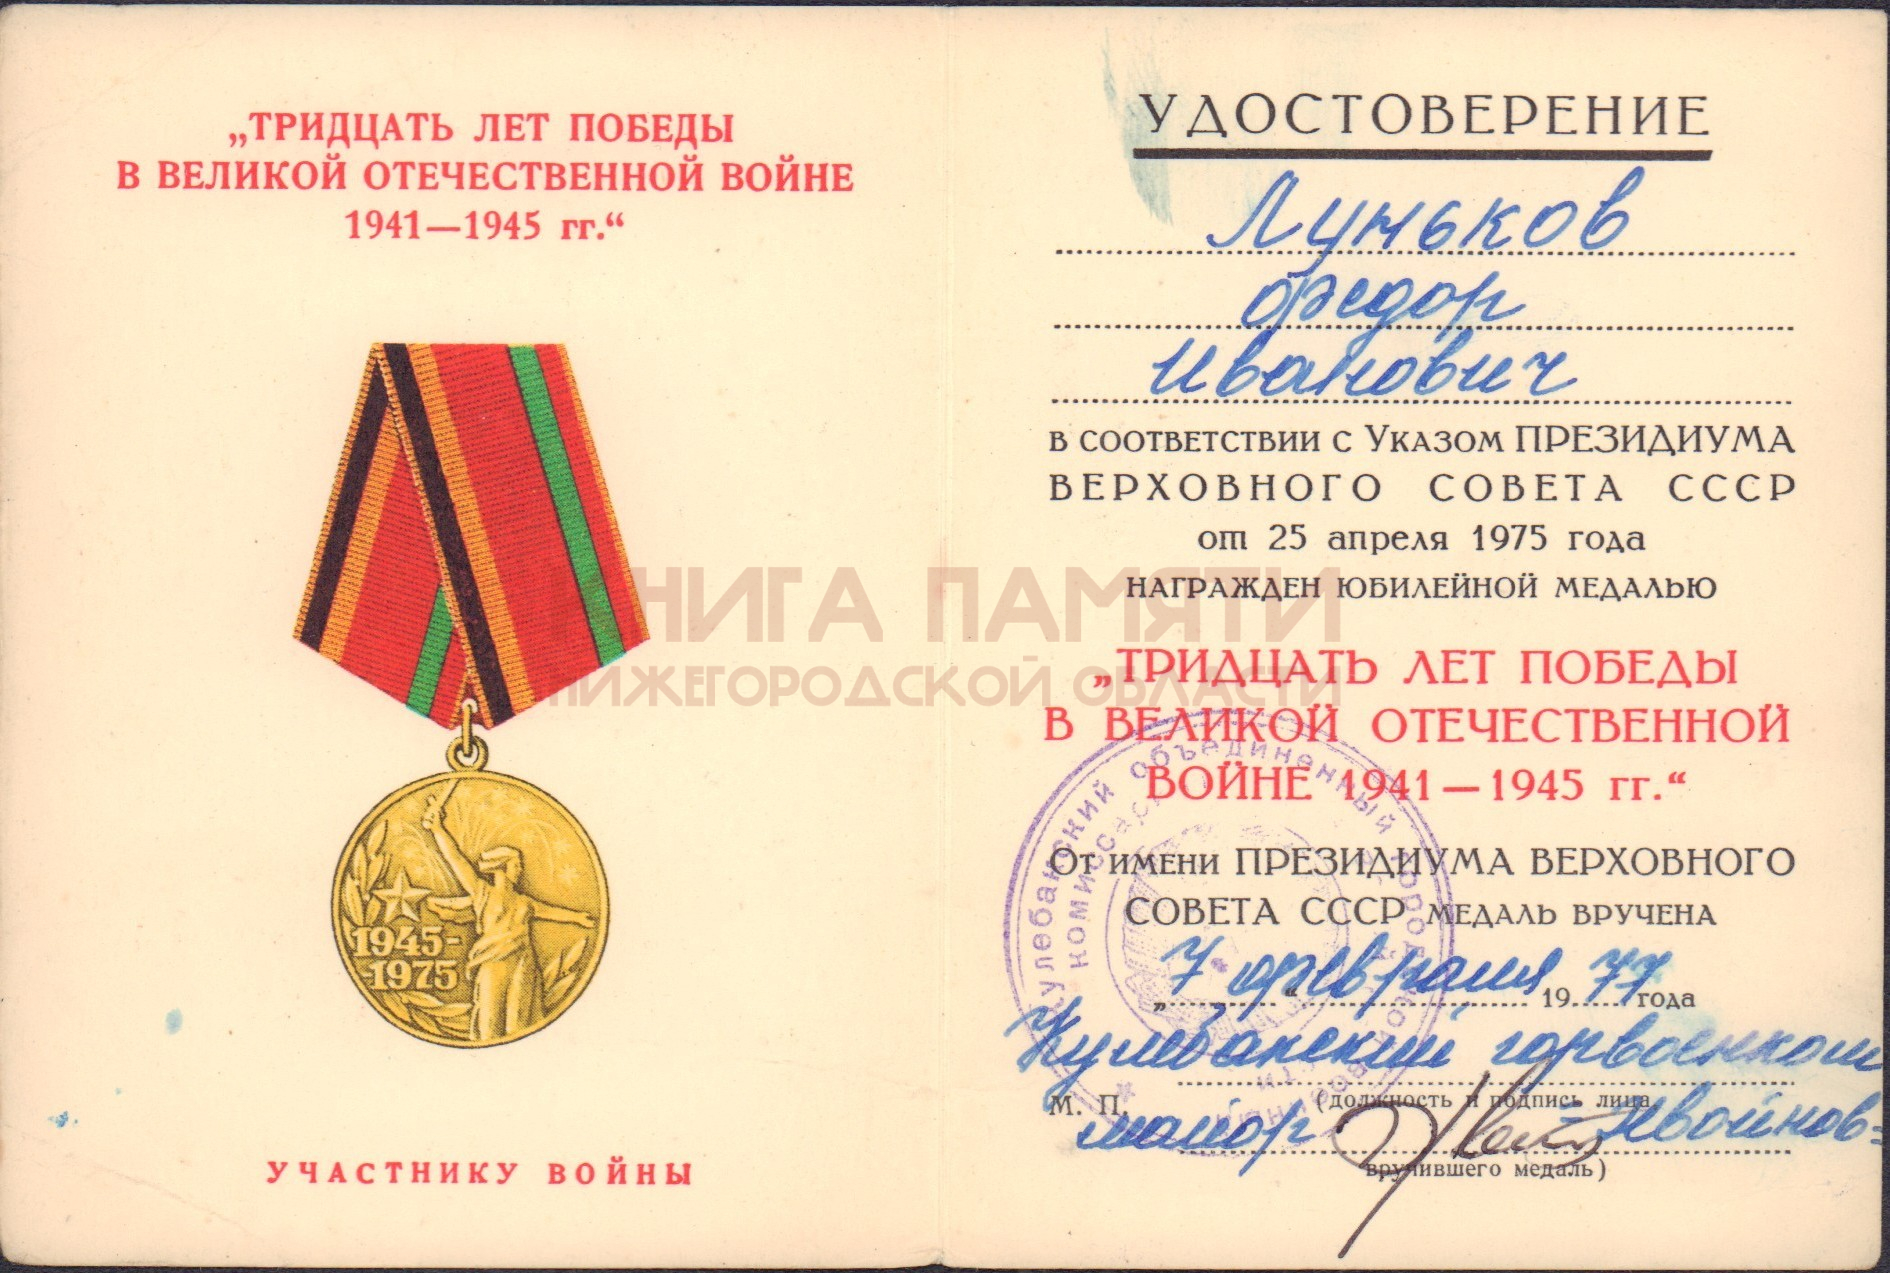 „ТРИДЦАТЬ ЛЕТ ПОБЕДЫ
В ВЕЛИКОЙ ОТЕЧЕСТВЕННОЙ ВОЙНЕ
1941—1945 гг.“
1945-
-1975
УЧАСТНИКУ ВОЙНЫ
КНИГА ПАМЯТИ
НИЖЕГОРОДСКОЙ ОБЛАСТИ
УДОСТОВЕРЕНИЕ
Луньков
Федор
Иванович
в соответствии с Указом ПРЕЗИДИУМА
ВЕРХОВНОГО СОВЕТА СССР
от 25 апреля 1975 года
награжден юбилейной медалью
„ТРИДЦАТЬ ЛЕТ ПОБЕДЫ
В ВЕЛИКОЙ ОТЕЧЕСТВЕННОЙ
ВОЙНЕ 1941—1945 гг.“
От имени ПРЕЗИДИУМА ВЕРХОВНОГО
СОВЕТА СССР медаль вручена
„7“ февраля 1977 года
Кулебакский горвоенком
М. П. (должность и подпись лица
майор
вручившего медаль)
Кулебакский объединенный городской